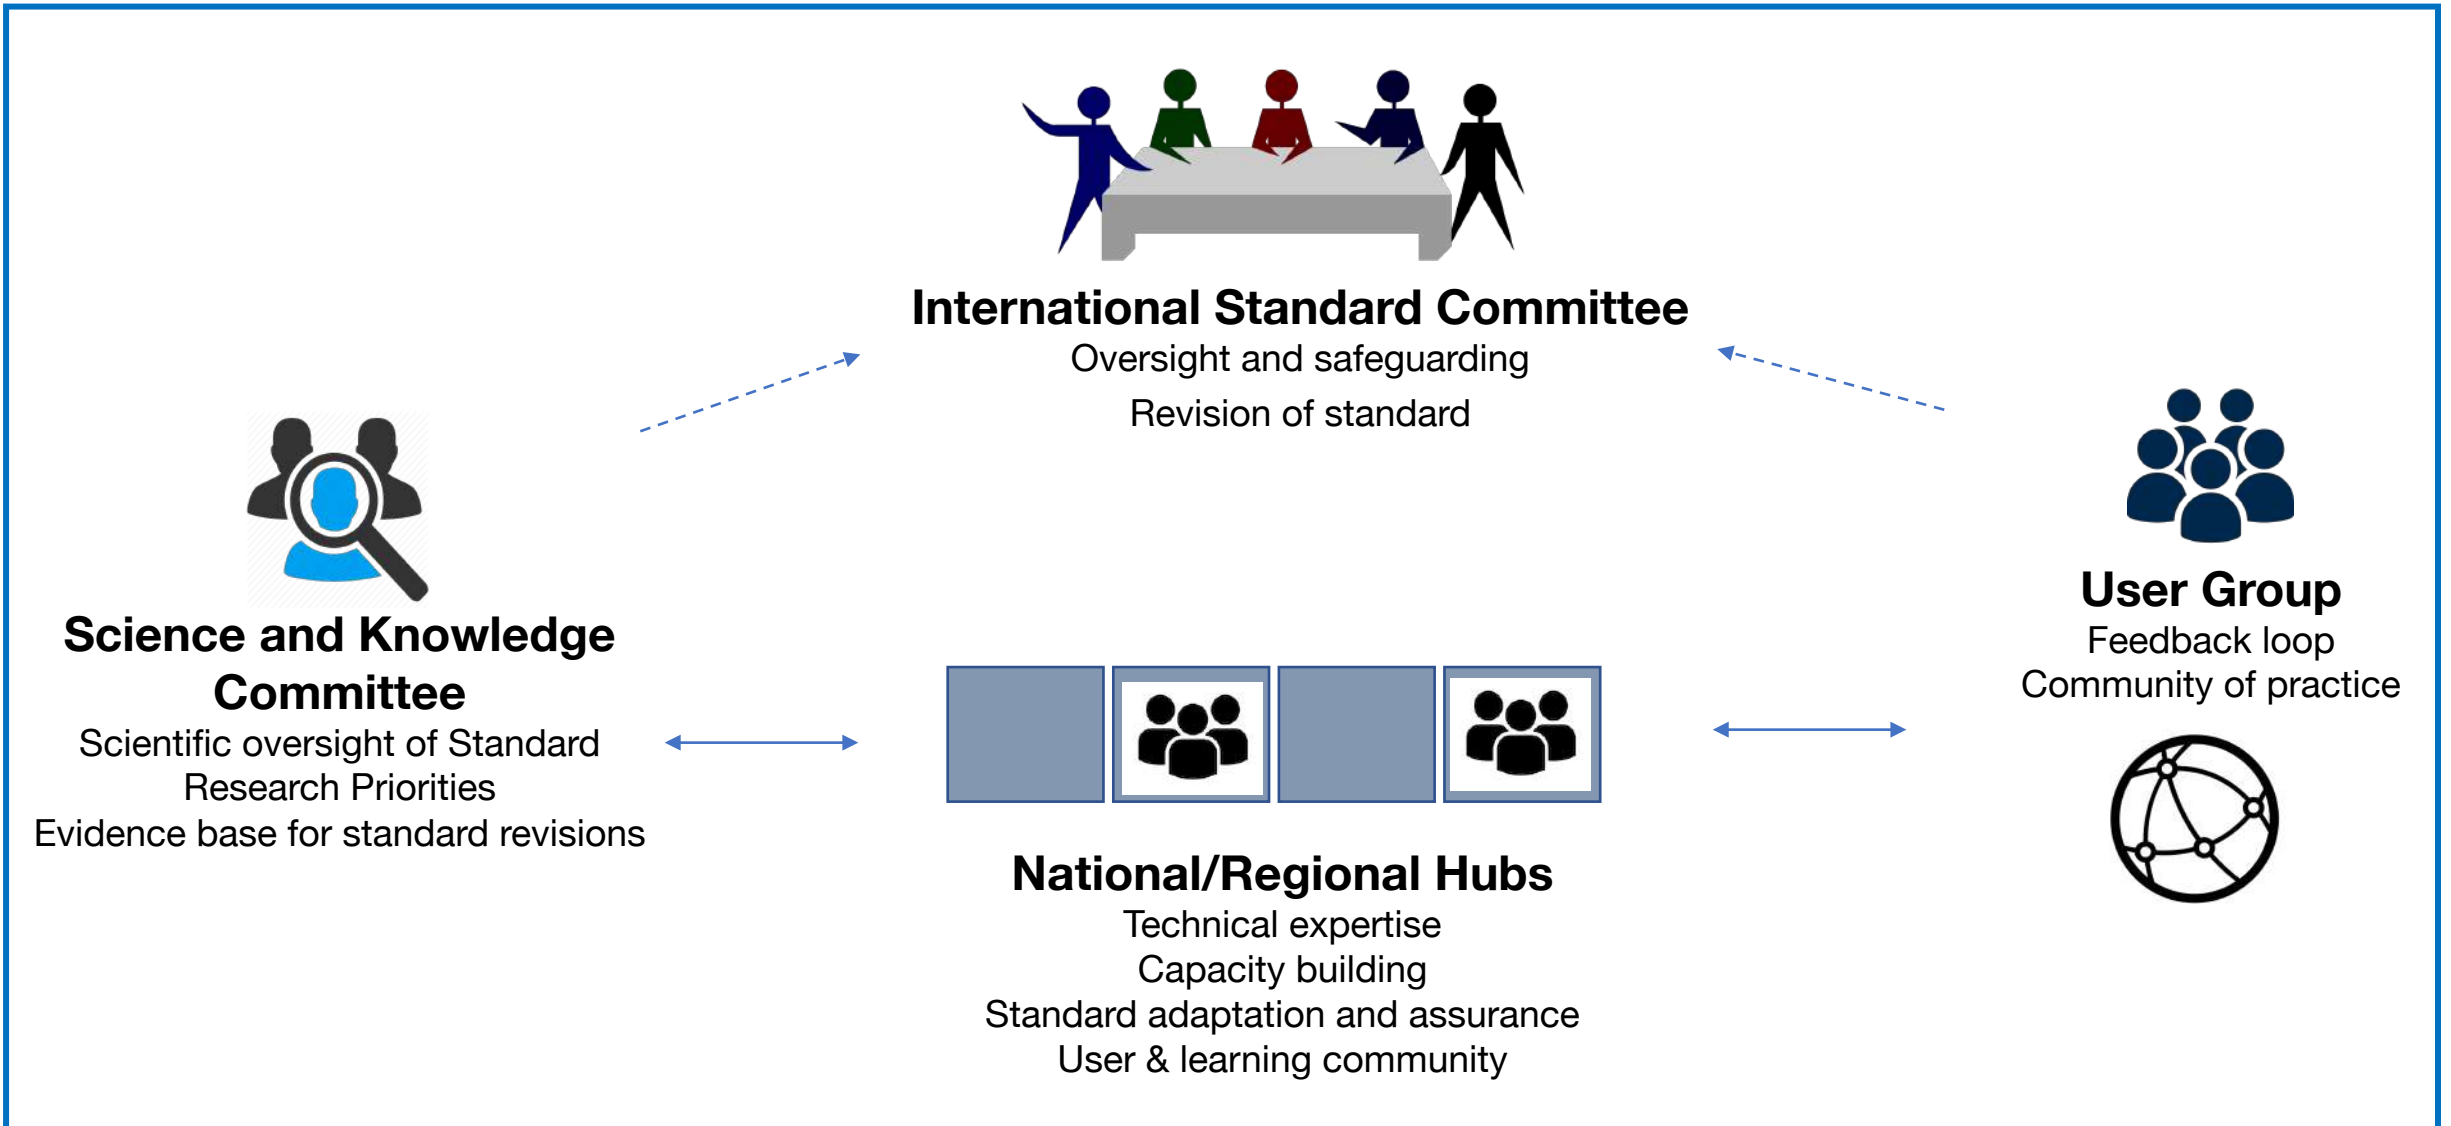 International Standard Committee
Oversight and safeguarding
Revision of standard
Science and Knowledge
Committee
Scientific oversight of Standard
Research Priorities
Evidence base for standard revisions
National/Regional Hubs
Technical expertise
Capacity building
Standard adaptation and assurance
User & learning community
User Group
Feedback loop
Community of practice